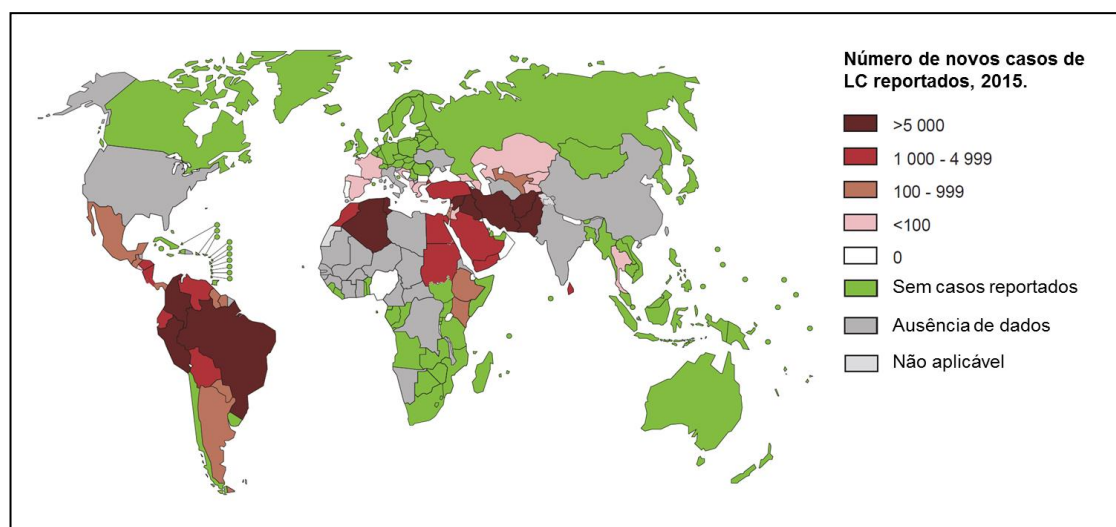 Número de novos casos de
LC reportados, 2015.
>5 000
1 000 - 4 999
100 - 999
<100
0
Sem casos reportados
Ausência de dados
Não aplicável